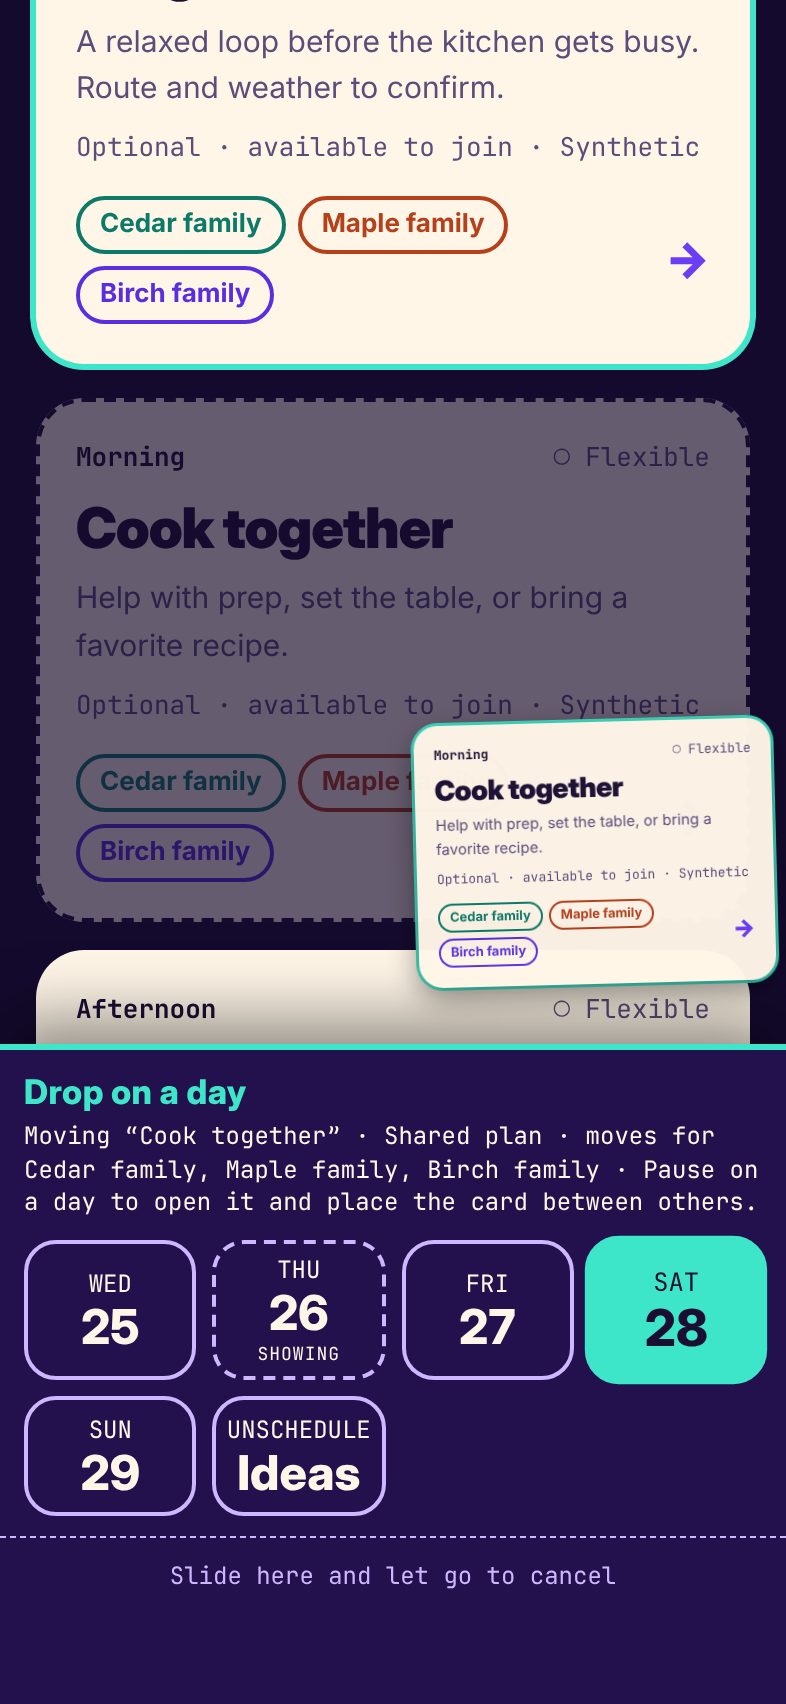 A relaxed loop before the kitchen gets busy.
Route and weather to confirm.
Optional · available to join · Synthetic
Cedar family
Maple family
Birch family
→
Morning
○ Flexible
Cook together
Help with prep, set the table, or bring a
favorite recipe.
Optional · available to join · Synthetic
Cedar family
Maple
Birch family
Morning
○ Flexible
Cook together
Help with prep, set the table, or bring a
favorite recipe.
Optional · available to join · Synthetic
Cedar family
Maple family
Birch family
→
Afternoon
○ Flexible
Drop on a day
Moving “Cook together” · Shared plan · moves for
Cedar family, Maple family, Birch family · Pause on
a day to open it and place the card between others.
WED
25
THU
26
SHOWING
FRI
27
SAT
28
SUN
29
UNSCHEDULE
Ideas
Slide here and let go to cancel